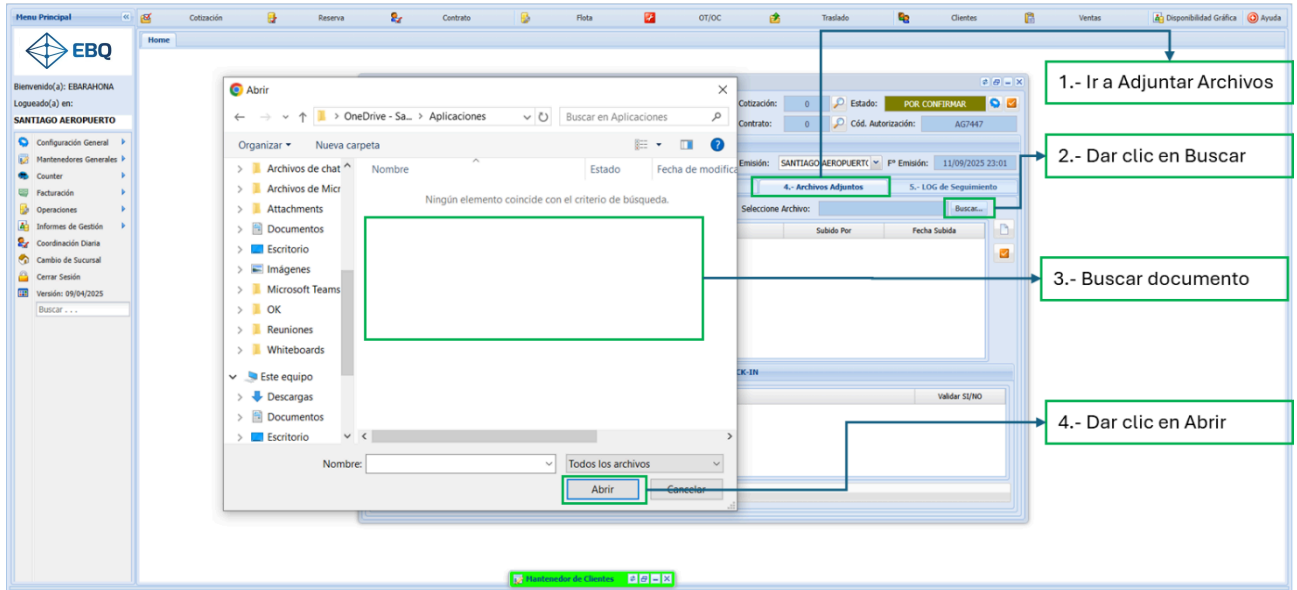 Menu Principal
Cotización
Reserva
Contrato
Flota
OT/OC
Traslado
Clientes
Ventas
Disponibilidad Gráfica
Ayuda
EBQ
Bienvenido(a): EBARAHONA
Logueado(a) en:
SANTIAGO AEROPUERTO
Configuración General
Mantenedores Generales
Counter
Facturación
Operaciones
Informes de Gestión
Coordinación Diaria
Cambio de Sucursal
Cerrar Sesión
Versión: 09/04/2025
Buscar . . .
Home
Abrir
OneDrive - Sa... > Aplicaciones
Buscar en Aplicaciones
Organizar
Nueva carpeta
Nombre
Estado
Fecha de modifica
Ningún elemento coincide con el criterio de búsqueda.
Archivos de chat
Archivos de Micr
Attachments
Documentos
Escritorio
Imágenes
Microsoft Teams
OK
Reuniones
Whiteboards
Este equipo
Descargas
Documentos
Escritorio
Nombre:
Todos los archivos
Abrir
Cancelar
Cotización: 0
Estado: POR CONFIRMAR
Contrato: 0
Cód. Autorización: AG7447
Emisión: SANTIAGO AEROPUERT(
Fº Emisión: 11/09/2025 23:01
4.- Archivos Adjuntos
5.- LOG de Seguimiento
Seleccione Archivo:
Buscar...
Subido Por
Fecha Subida
CK-IN
Validar SI/NO
Mantenedor de Clientes
1.- Ir a Adjuntar Archivos
2.- Dar clic en Buscar
3.- Buscar documento
4.- Dar clic en Abrir